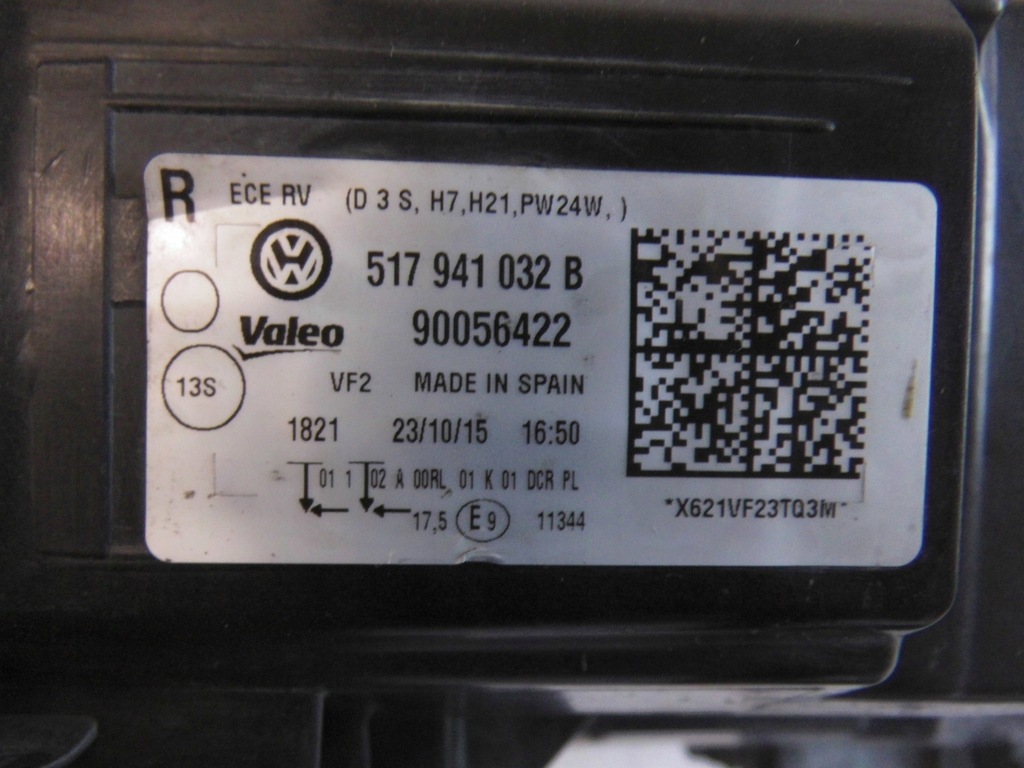 R ECE RV (D 3 S, H7,H21,PW24W, )
517 941 032 B
Valeo 90056422
13S VF2 MADE IN SPAIN
1821 23/10/15 16:50
01 1 02 A 00RL 01 K 01 DCR PL
17,5 E 9 11344
*X621VF23TQ3M*